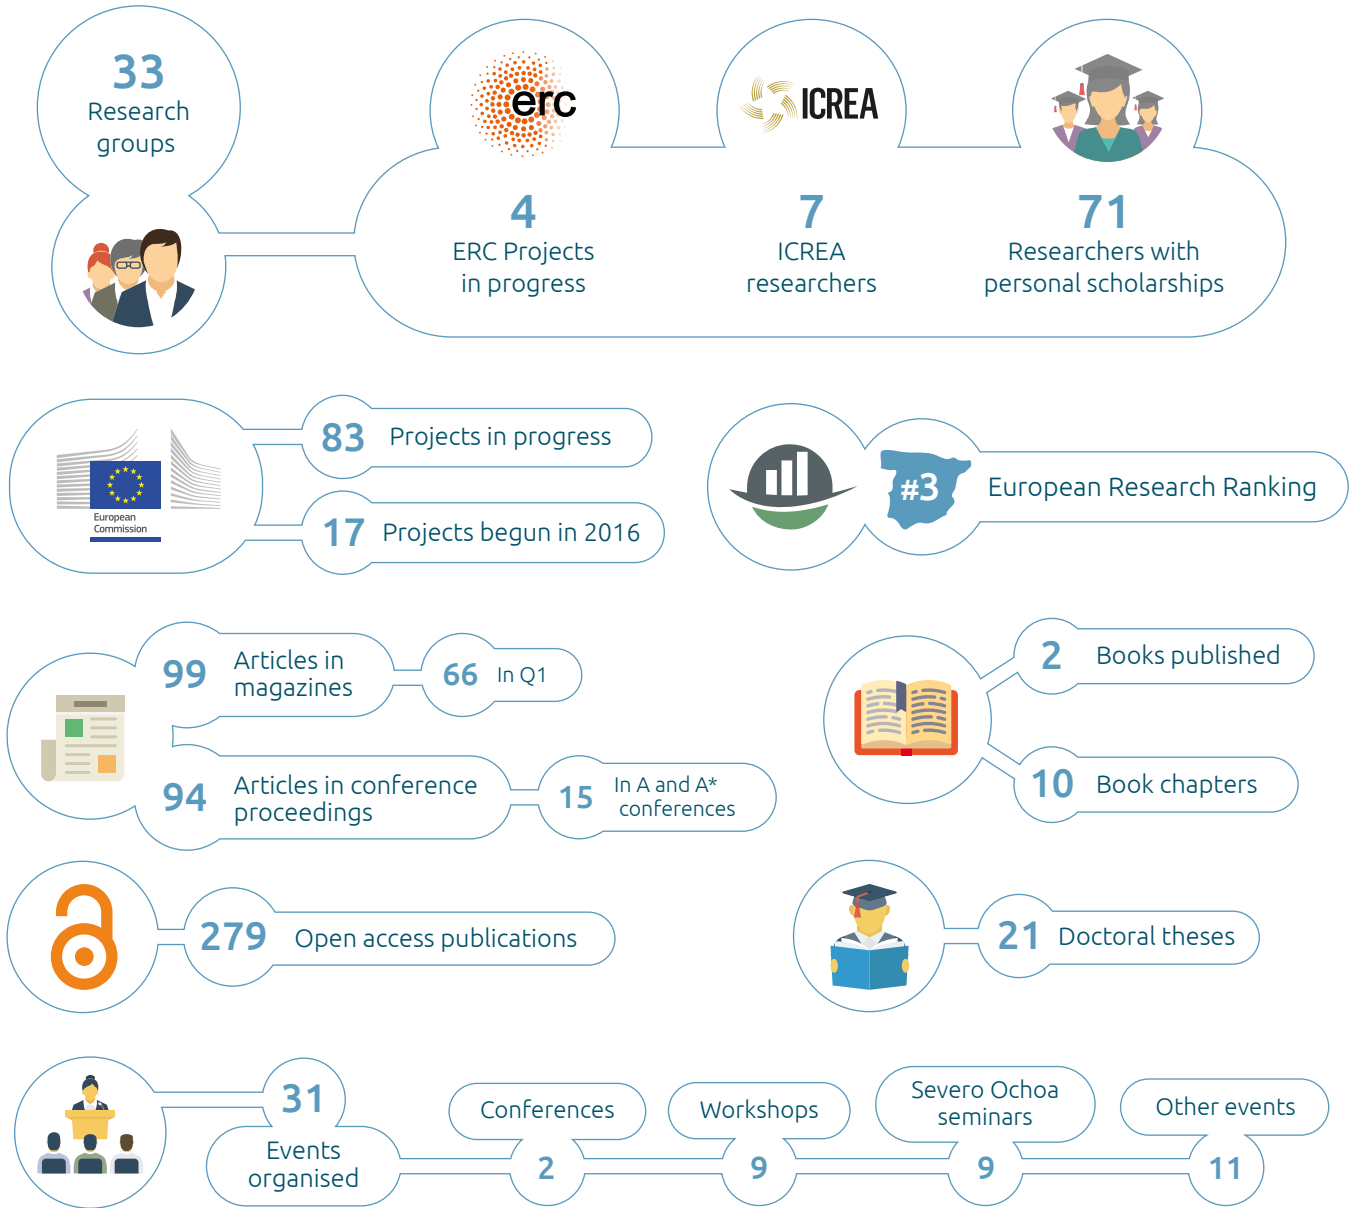 33
Research
groups
erc
ICREA
4
ERC Projects
in progress
7
ICREA
researchers
71
Researchers with
personal scholarships
European
Commission
83 Projects in progress
17 Projects begun in 2016
#3 European Research Ranking
99 Articles in
magazines
66 In Q1
94 Articles in conference
proceedings
15 In A and A*
conferences
2 Books published
10 Book chapters
279 Open access publications
21 Doctoral theses
31
Events
organised
Conferences
2
Workshops
9
Severo Ochoa
seminars
9
Other events
11